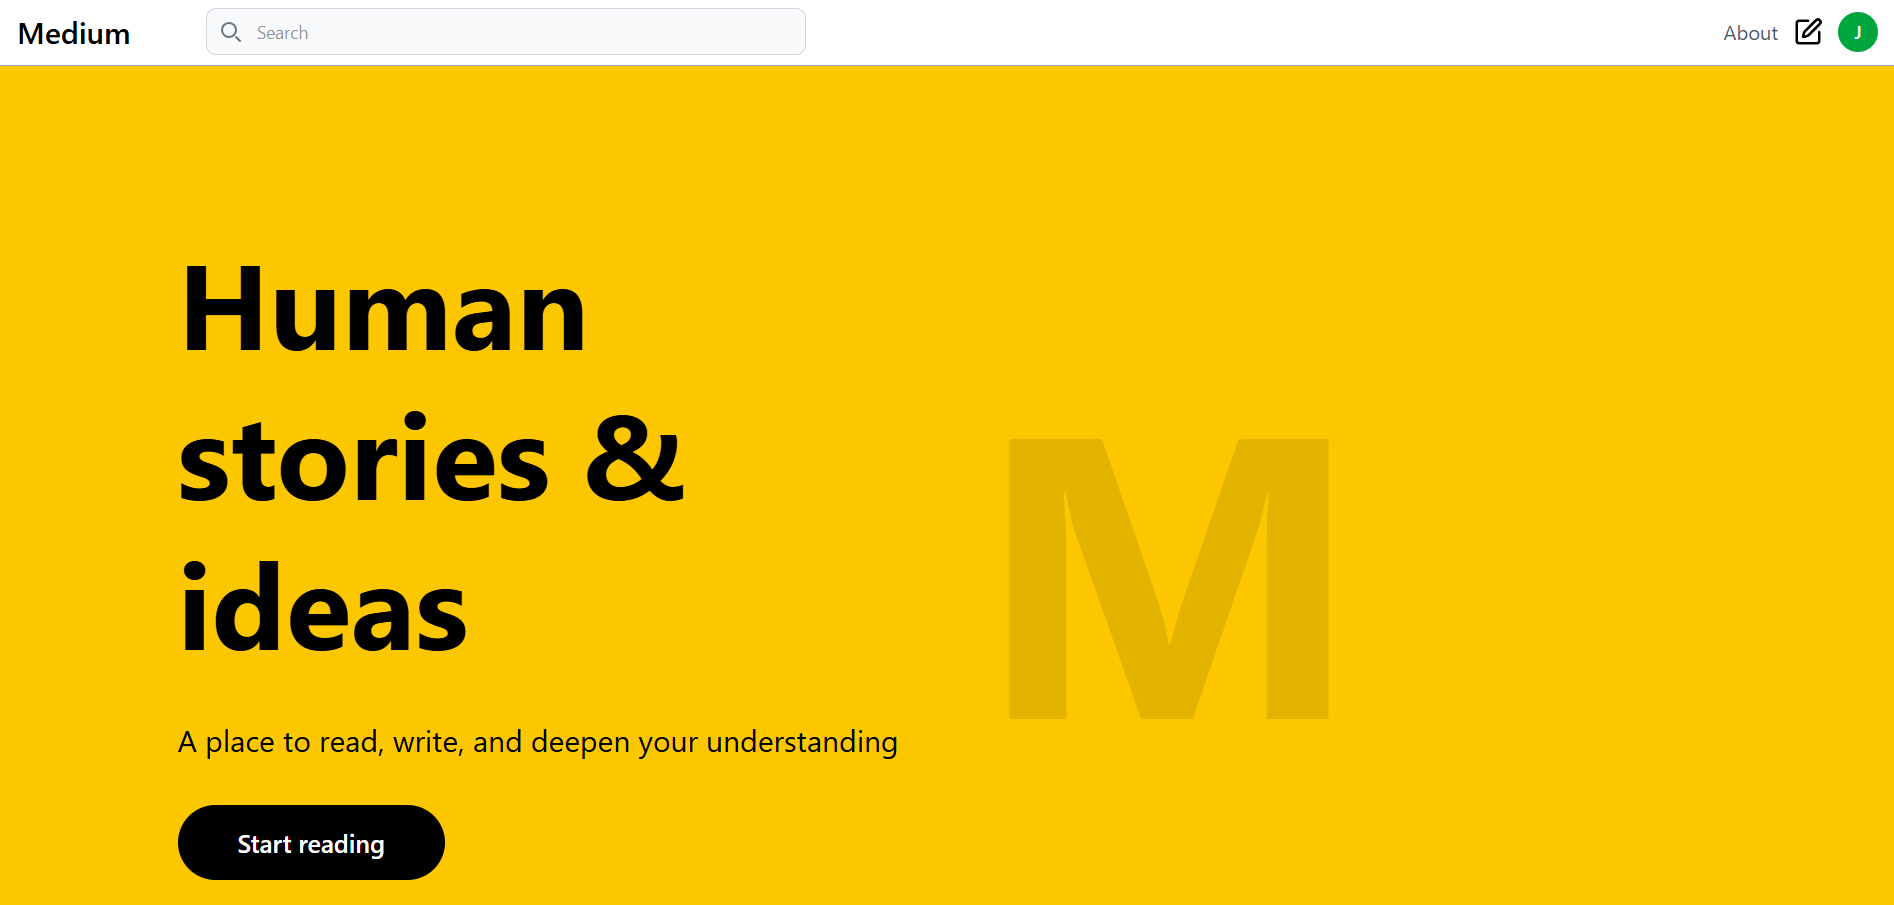 Medium
Search
About
J
Human
stories &
ideas
M
A place to read, write, and deepen your understanding
Start reading